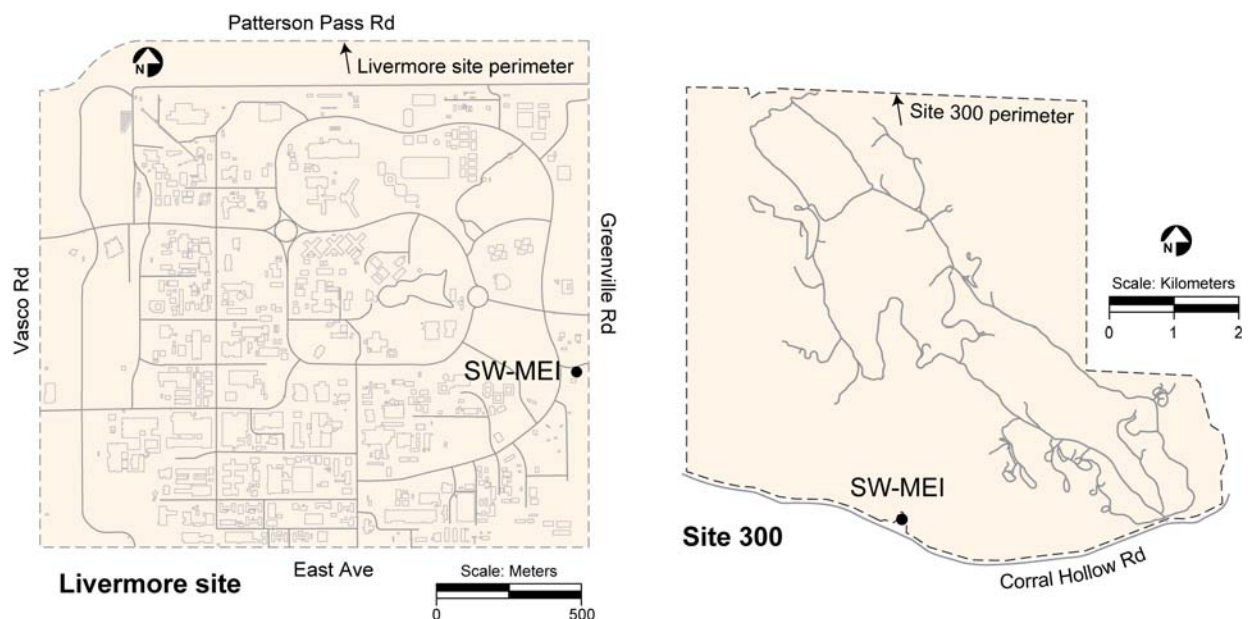 Patterson Pass Rd
N
Livermore site perimeter
Vasco Rd
Greenville Rd
SW-MEI
East Ave
Livermore site
Scale: Meters
0 500
Site 300 perimeter
N
Scale: Kilometers
0 1 2
SW-MEI
Site 300
Corral Hollow Rd